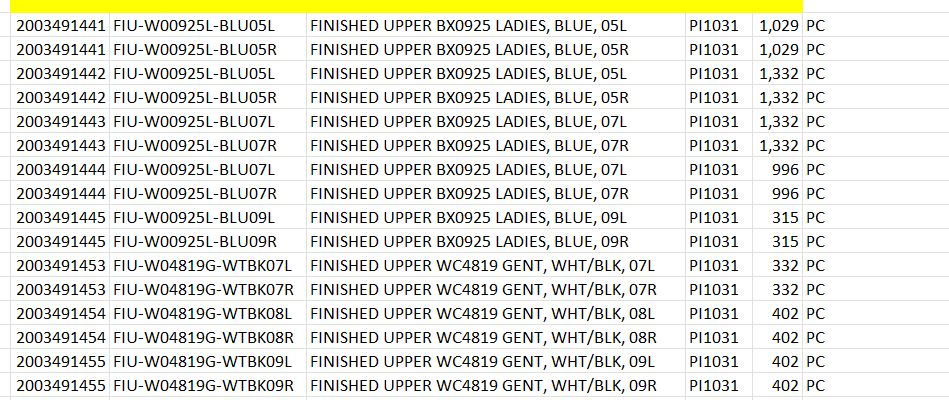 2003491441 FIU-W00925L-BLU05L FINISHED UPPER BX0925 LADIES, BLUE, 05L PI1031 1,029 PC
2003491441 FIU-W00925L-BLU05R FINISHED UPPER BX0925 LADIES, BLUE, 05R PI1031 1,029 PC
2003491442 FIU-W00925L-BLU05L FINISHED UPPER BX0925 LADIES, BLUE, 05L PI1031 1,332 PC
2003491442 FIU-W00925L-BLU05R FINISHED UPPER BX0925 LADIES, BLUE, 05R PI1031 1,332 PC
2003491443 FIU-W00925L-BLU07L FINISHED UPPER BX0925 LADIES, BLUE, 07L PI1031 1,332 PC
2003491443 FIU-W00925L-BLU07R FINISHED UPPER BX0925 LADIES, BLUE, 07R PI1031 1,332 PC
2003491444 FIU-W00925L-BLU07L FINISHED UPPER BX0925 LADIES, BLUE, 07L PI1031 996 PC
2003491444 FIU-W00925L-BLU07R FINISHED UPPER BX0925 LADIES, BLUE, 07R PI1031 996 PC
2003491445 FIU-W00925L-BLU09L FINISHED UPPER BX0925 LADIES, BLUE, 09L PI1031 315 PC
2003491445 FIU-W00925L-BLU09R FINISHED UPPER BX0925 LADIES, BLUE, 09R PI1031 315 PC
2003491453 FIU-W04819G-WTBK07L FINISHED UPPER WC4819 GENT, WHT/BLK, 07L PI1031 332 PC
2003491453 FIU-W04819G-WTBK07R FINISHED UPPER WC4819 GENT, WHT/BLK, 07R PI1031 332 PC
2003491454 FIU-W04819G-WTBK08L FINISHED UPPER WC4819 GENT, WHT/BLK, 08L PI1031 402 PC
2003491454 FIU-W04819G-WTBK08R FINISHED UPPER WC4819 GENT, WHT/BLK, 08R PI1031 402 PC
2003491455 FIU-W04819G-WTBK09L FINISHED UPPER WC4819 GENT, WHT/BLK, 09L PI1031 402 PC
2003491455 FIU-W04819G-WTBK09R FINISHED UPPER WC4819 GENT, WHT/BLK, 09R PI1031 402 PC